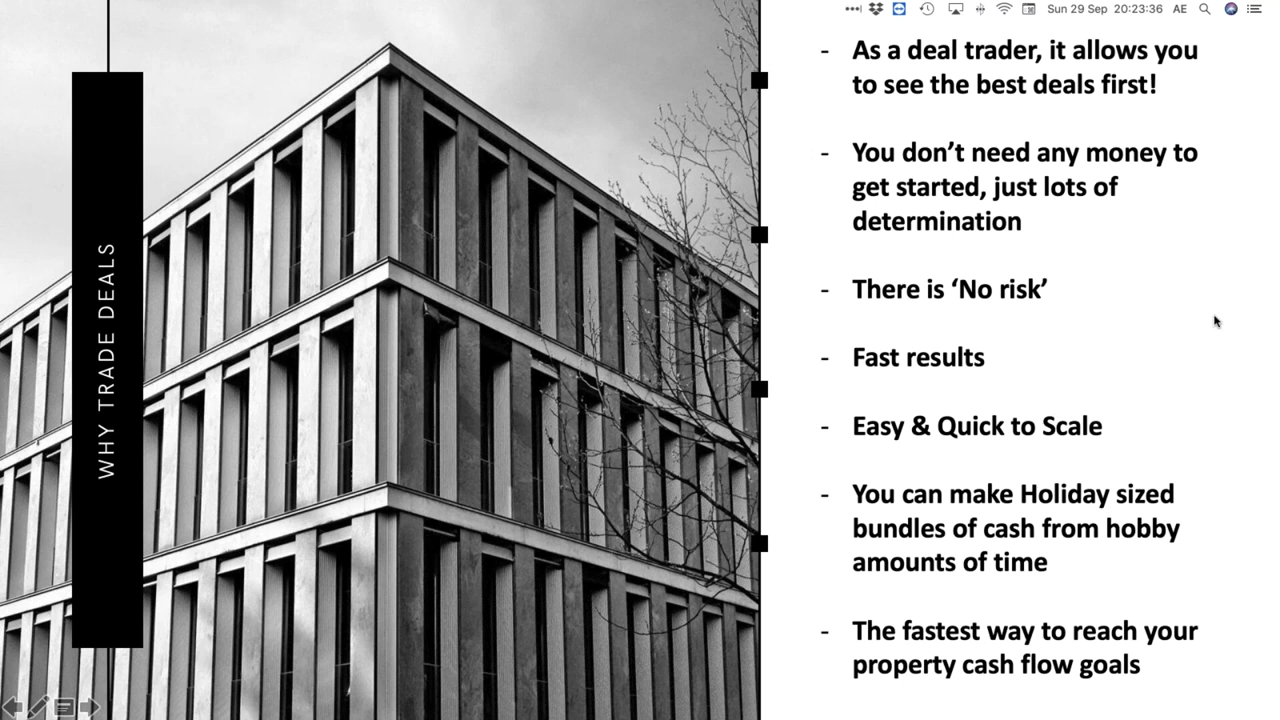 Sun 29 Sep 20:23:36 AE
WHY TRADE DEALS
- As a deal trader, it allows you
to see the best deals first!
- You don’t need any money to
get started, just lots of
determination
- There is ‘No risk’
- Fast results
- Easy & Quick to Scale
- You can make Holiday sized
bundles of cash from hobby
amounts of time
- The fastest way to reach your
property cash flow goals